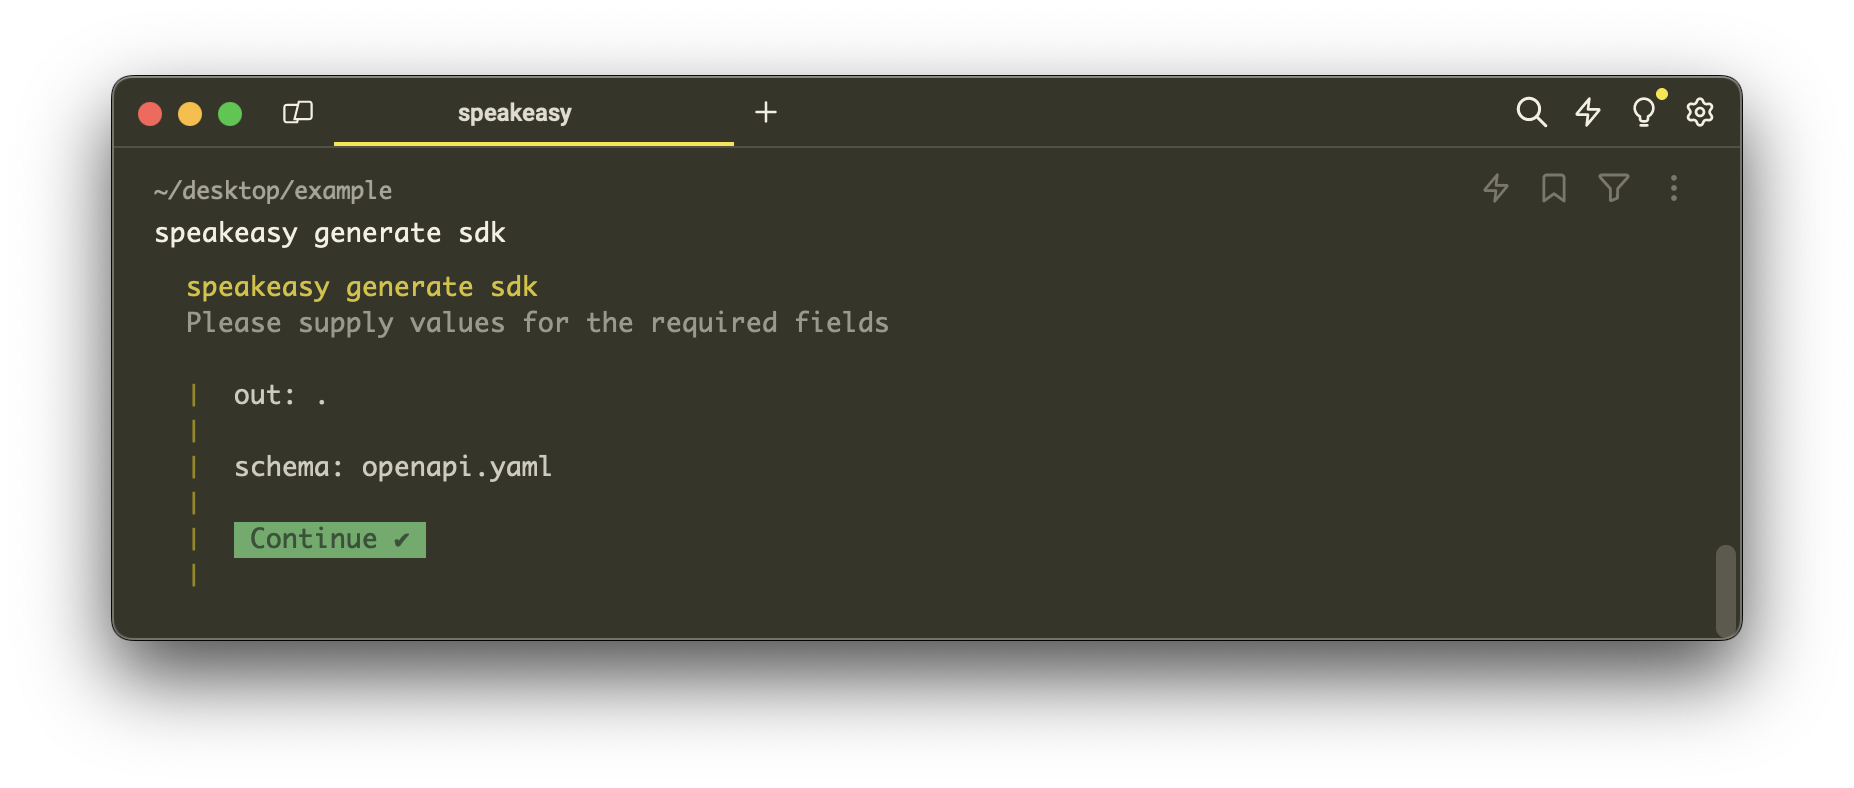 speakeasy
~/desktop/example
speakeasy generate sdk
speakeasy generate sdk
Please supply values for the required fields
out: .
schema: openapi.yaml
Continue ✔